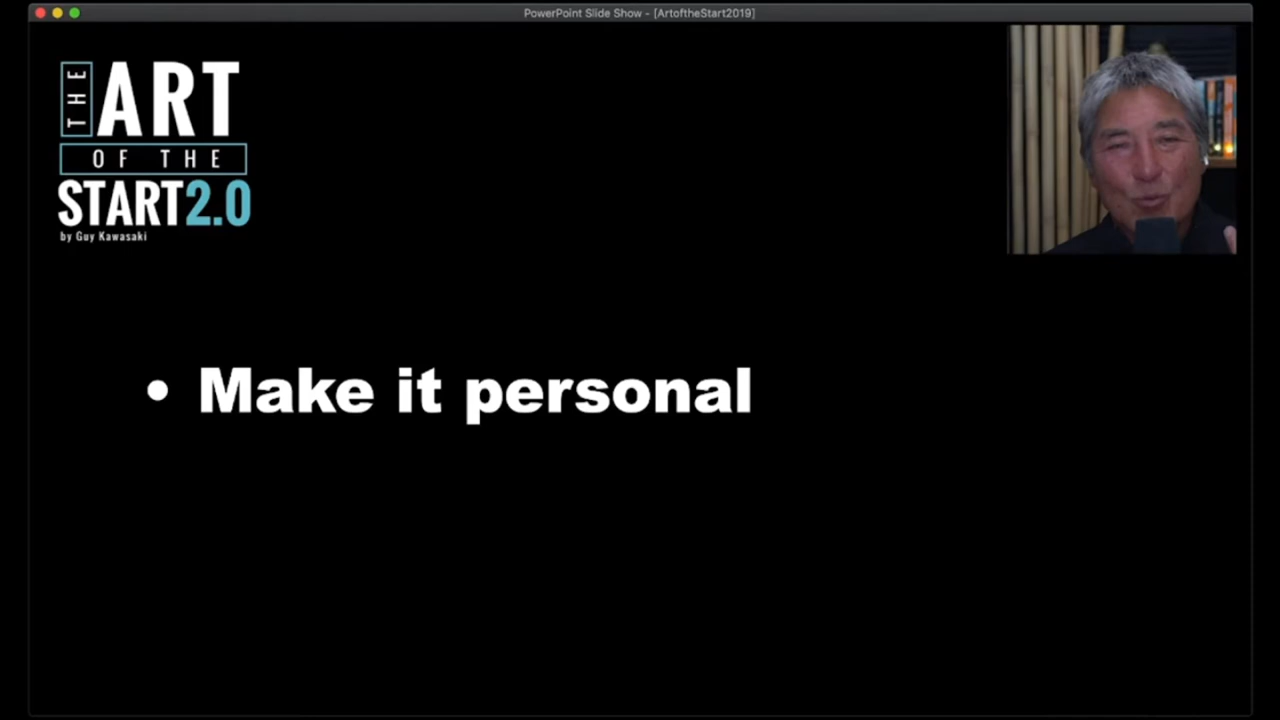 PowerPoint Slide Show - [ArtoftheStart2019]
THE
ART
OF THE
START2.0
by Guy Kawasaki
• Make it personal